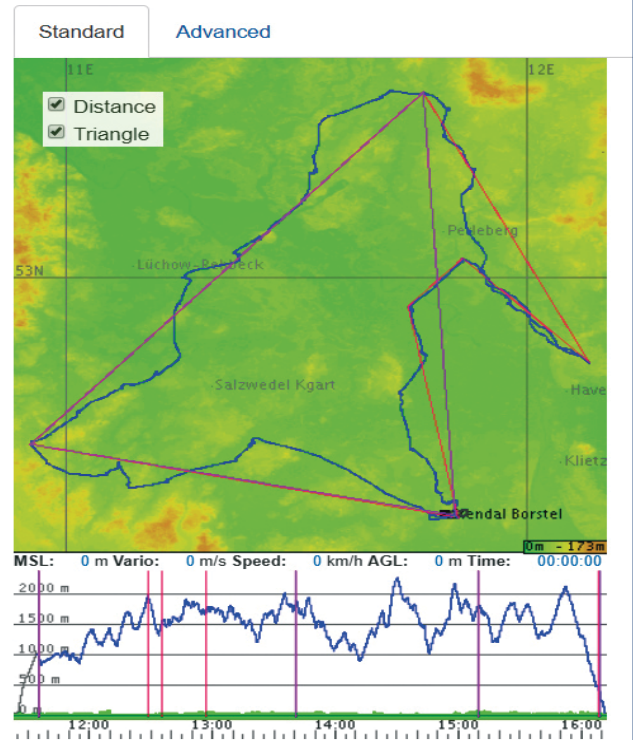 Standard Advanced
11E 12E
Distance
Triangle
Perleberg
Lüchow-Rehbeck
53N
Salzwedel Kgart
Have
Klietz
endal Borstel
0m - 173m
MSL: 0 m Vario: 0 m/s Speed: 0 km/h AGL: 0 m Time: 00:00:00
2000 m
1500 m
1000 m
500 m
0 m
12:00 13:00 14:00 15:00 16:00